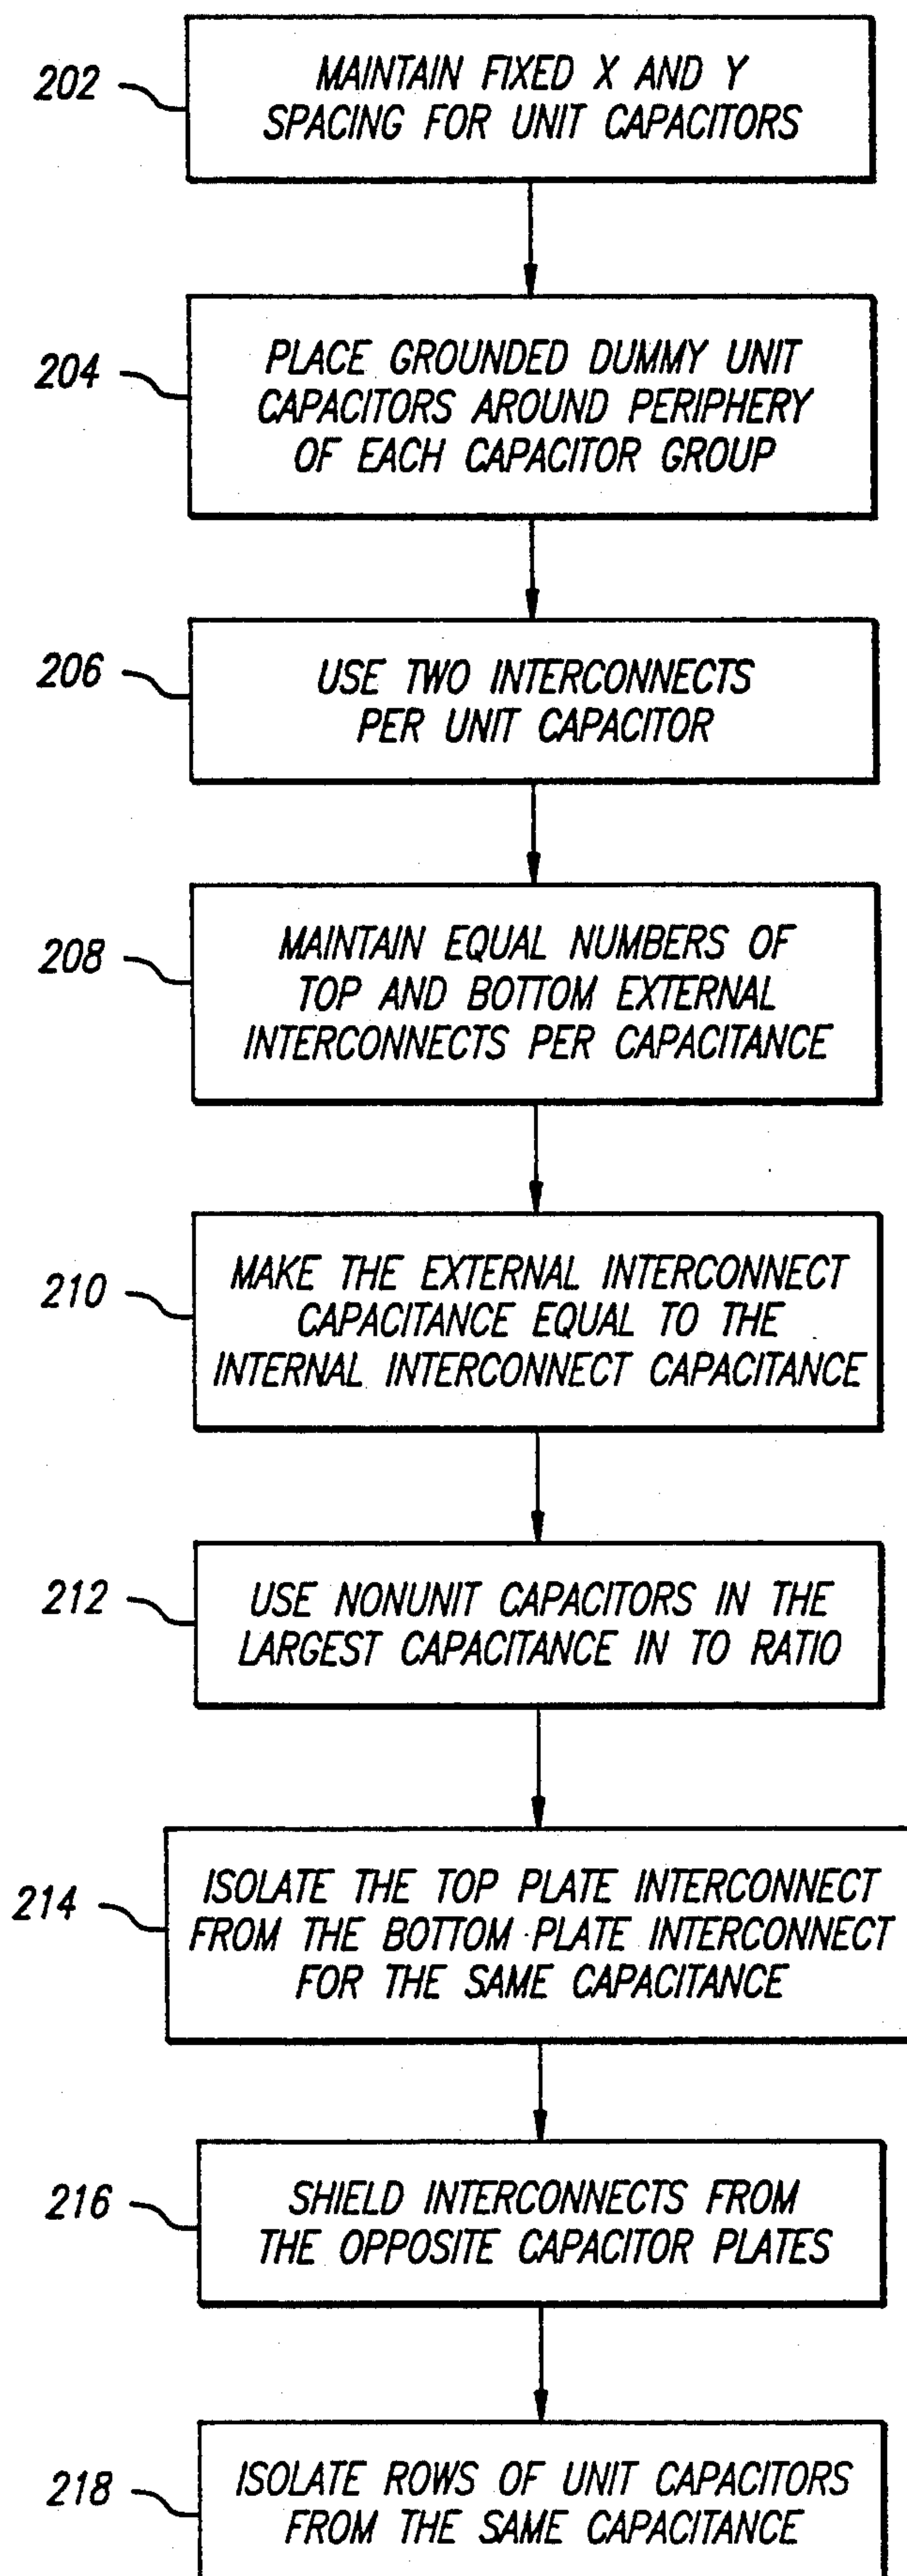 202
MAINTAIN FIXED X AND Y
SPACING FOR UNIT CAPACITORS
204
PLACE GROUNDED DUMMY UNIT
CAPACITORS AROUND PERIPHERY
OF EACH CAPACITOR GROUP
206
USE TWO INTERCONNECTS
PER UNIT CAPACITOR
208
MAINTAIN EQUAL NUMBERS OF
TOP AND BOTTOM EXTERNAL
INTERCONNECTS PER CAPACITANCE
210
MAKE THE EXTERNAL INTERCONNECT
CAPACITANCE EQUAL TO THE
INTERNAL INTERCONNECT CAPACITANCE
212
USE NONUNIT CAPACITORS IN THE
LARGEST CAPACITANCE IN TO RATIO
214
ISOLATE THE TOP PLATE INTERCONNECT
FROM THE BOTTOM PLATE INTERCONNECT
FOR THE SAME CAPACITANCE
216
SHIELD INTERCONNECTS FROM
THE OPPOSITE CAPACITOR PLATES
218
ISOLATE ROWS OF UNIT CAPACITORS
FROM THE SAME CAPACITANCE